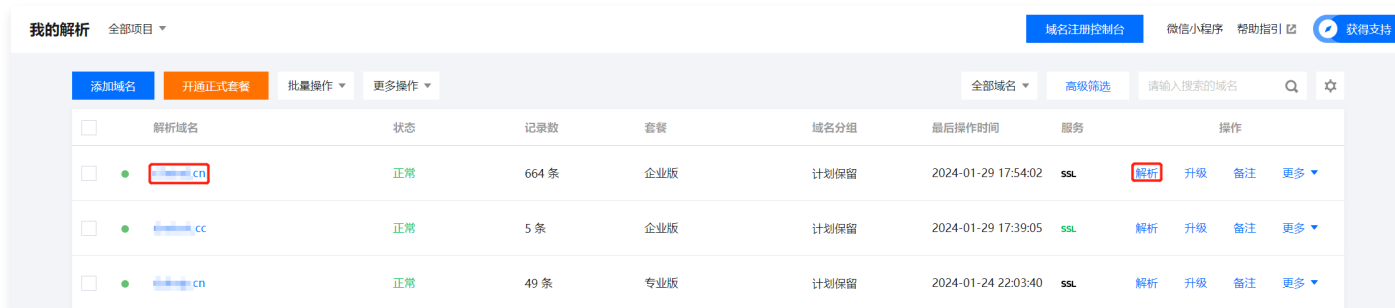 我的解析 全部项目 域名注册控制台 微信小程序 帮助指引 获得支持
添加域名 开通正式套餐 批量操作 更多操作 全部域名 高级筛选 请输入搜索的域名
解析域名 状态 记录数 套餐 域名分组 最后操作时间 服务 操作
.cn 正常 664 条 企业版 计划保留 2024-01-29 17:54:02 SSL 解析 升级 备注 更多
.cc 正常 5 条 企业版 计划保留 2024-01-29 17:39:05 SSL 解析 升级 备注 更多
.cn 正常 49 条 专业版 计划保留 2024-01-24 22:03:40 SSL 解析 升级 备注 更多